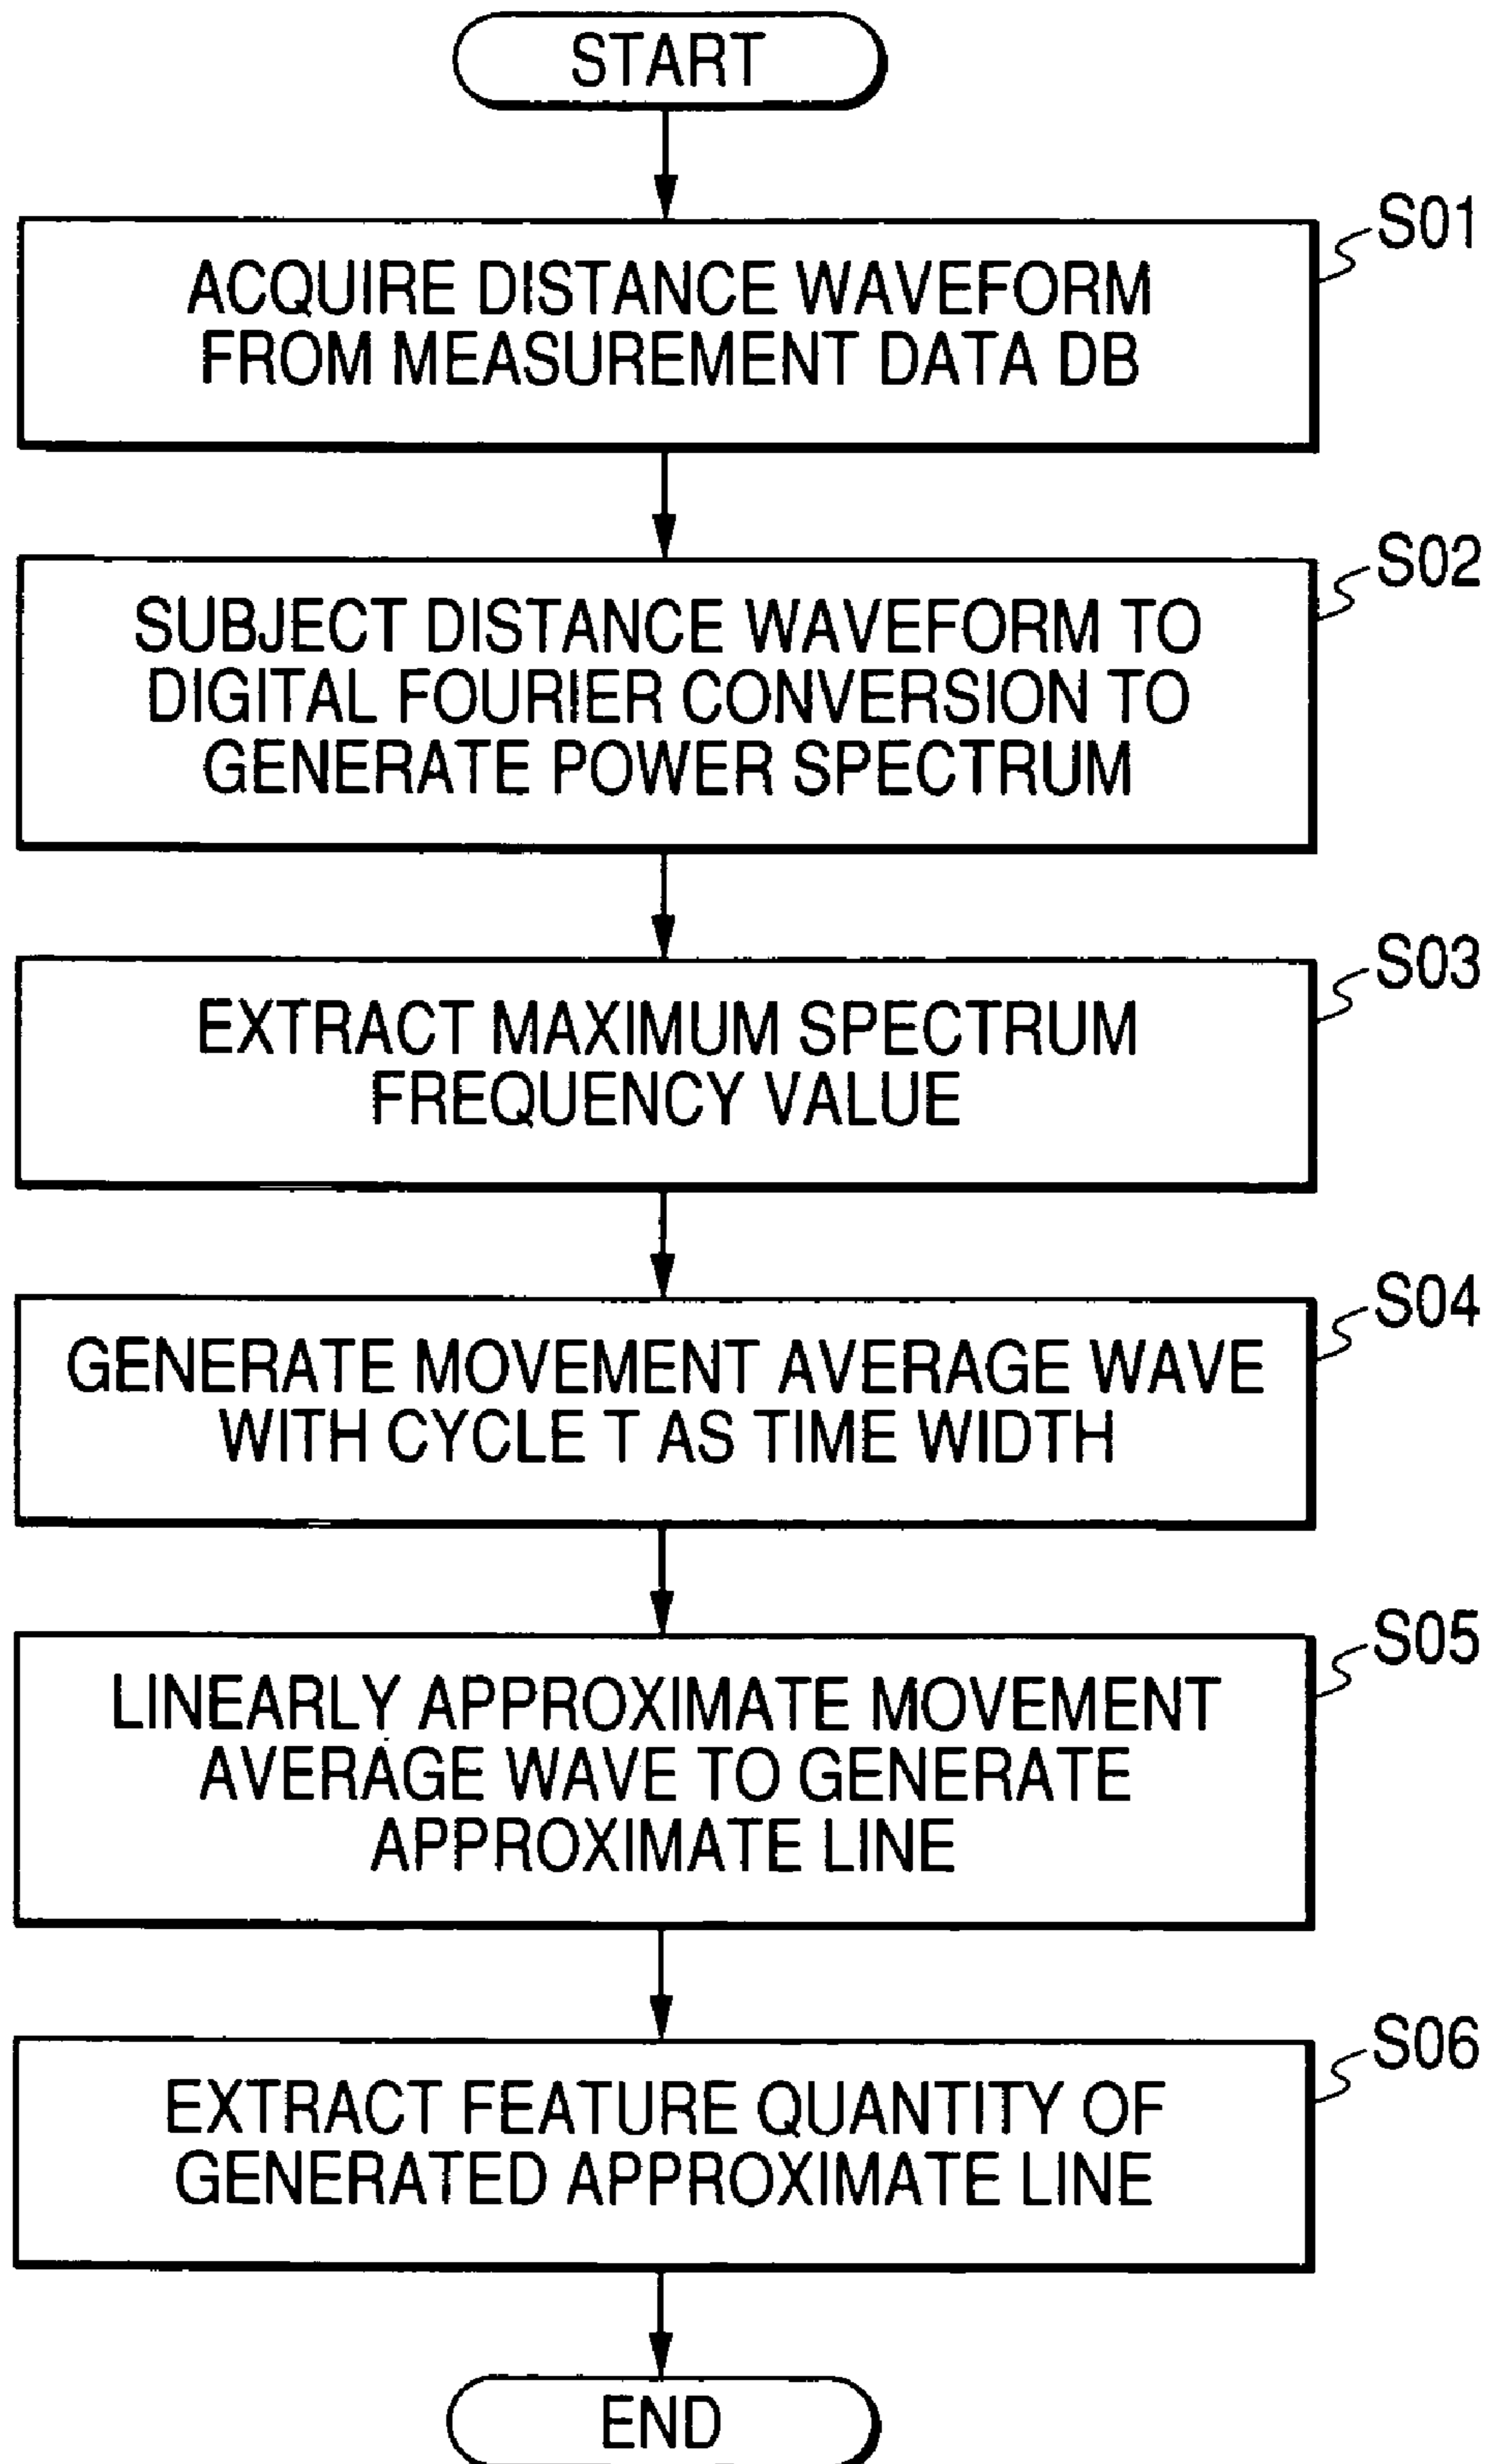 START
S01
ACQUIRE DISTANCE WAVEFORM
FROM MEASUREMENT DATA DB
S02
SUBJECT DISTANCE WAVEFORM TO
DIGITAL FOURIER CONVERSION TO
GENERATE POWER SPECTRUM
S03
EXTRACT MAXIMUM SPECTRUM
FREQUENCY VALUE
S04
GENERATE MOVEMENT AVERAGE WAVE
WITH CYCLE T AS TIME WIDTH
S05
LINEARLY APPROXIMATE MOVEMENT
AVERAGE WAVE TO GENERATE
APPROXIMATE LINE
S06
EXTRACT FEATURE QUANTITY OF
GENERATED APPROXIMATE LINE
END